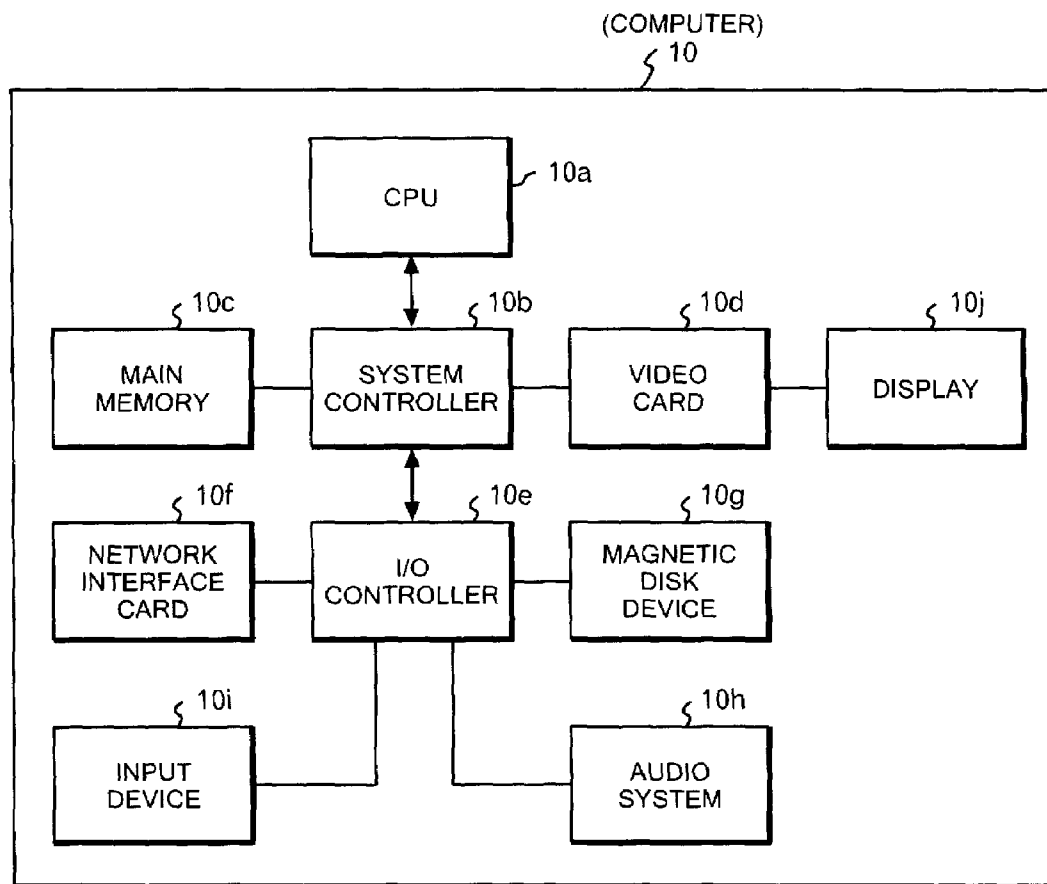 (COMPUTER)
10
CPU
10a
10c
10b
10d
10j
MAIN
MEMORY
SYSTEM
CONTROLLER
VIDEO
CARD
DISPLAY
10f
10e
10g
NETWORK
INTERFACE
CARD
I/O
CONTROLLER
MAGNETIC
DISK
DEVICE
10i
10h
INPUT
DEVICE
AUDIO
SYSTEM